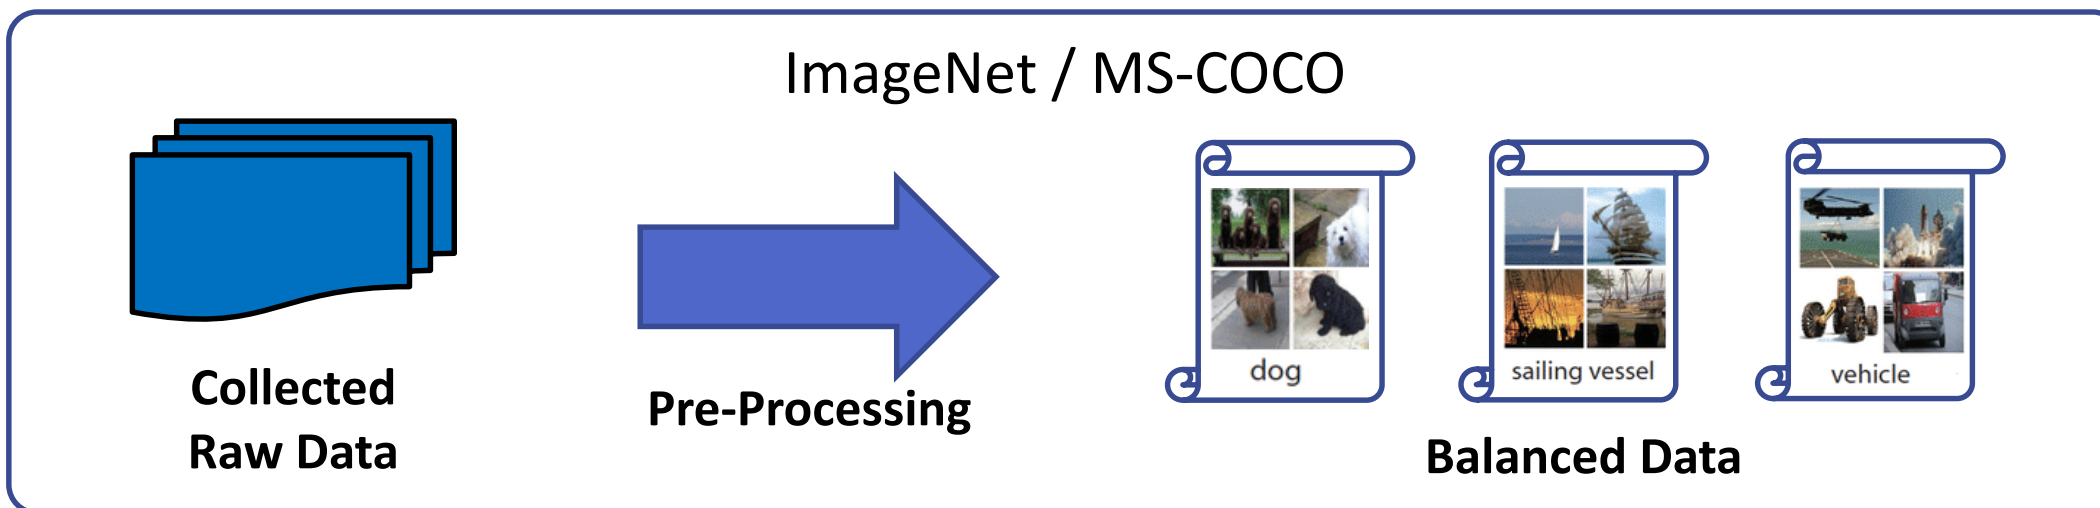 ImageNet / MS-COCO
Collected
Raw Data
Pre-Processing
dog
sailing vessel
vehicle
Balanced Data